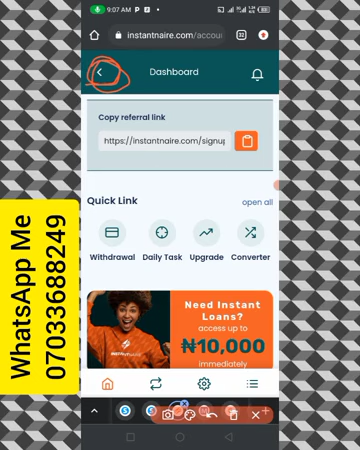 9:07 AM
instantnaire.com/accou
Dashboard
Copy referral link
https://instantnaire.com/signup
Quick Link
open all
Withdrawal
Daily Task
Upgrade
Converter
Need Instant
Loans?
access up to
₦10,000
immediately
WhatsApp Me
07033688249